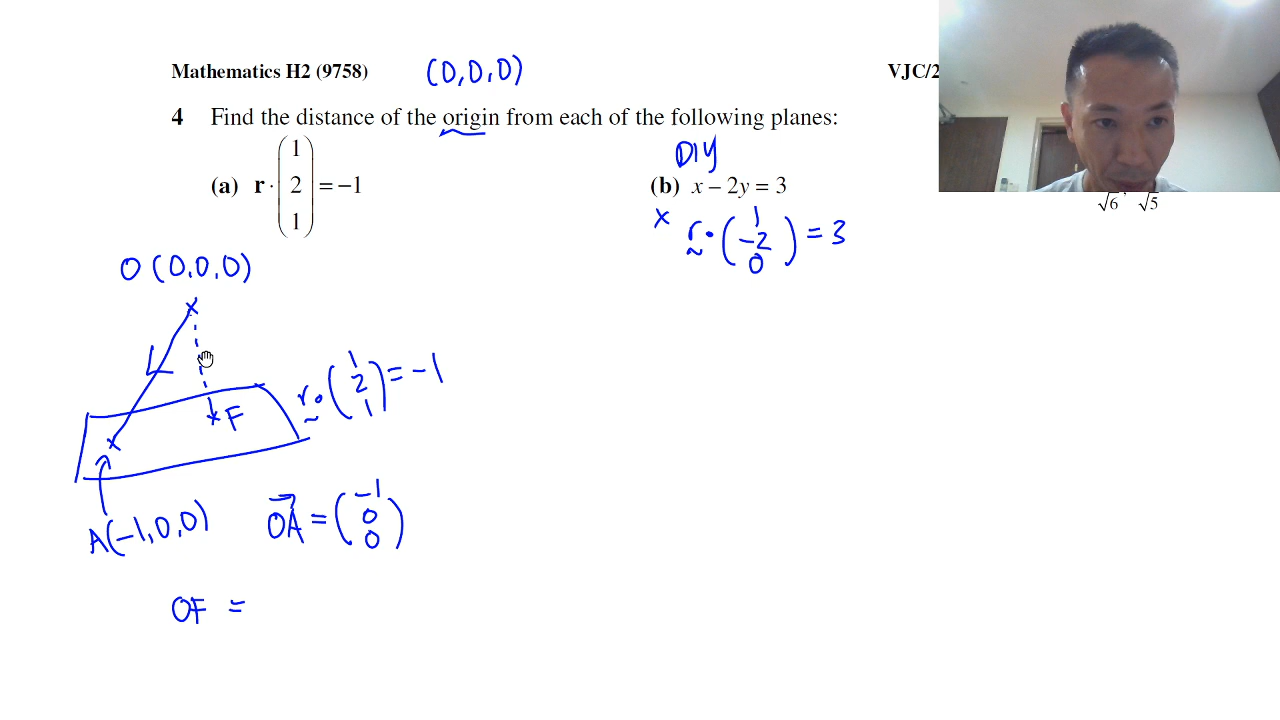 Mathematics H2 (9758) (0,0,0) VJC/2
4 Find the distance of the origin from each of the following planes:
DIY
(a) r · (1 2 1) = −1
(b) x − 2y = 3
x r · (1 -2 0) = 3
√6 , √5
O (0,0,0)
r · (1 2 1) = -1
F
A(-1,0,0)
OA = (-1 0 0)
OF =